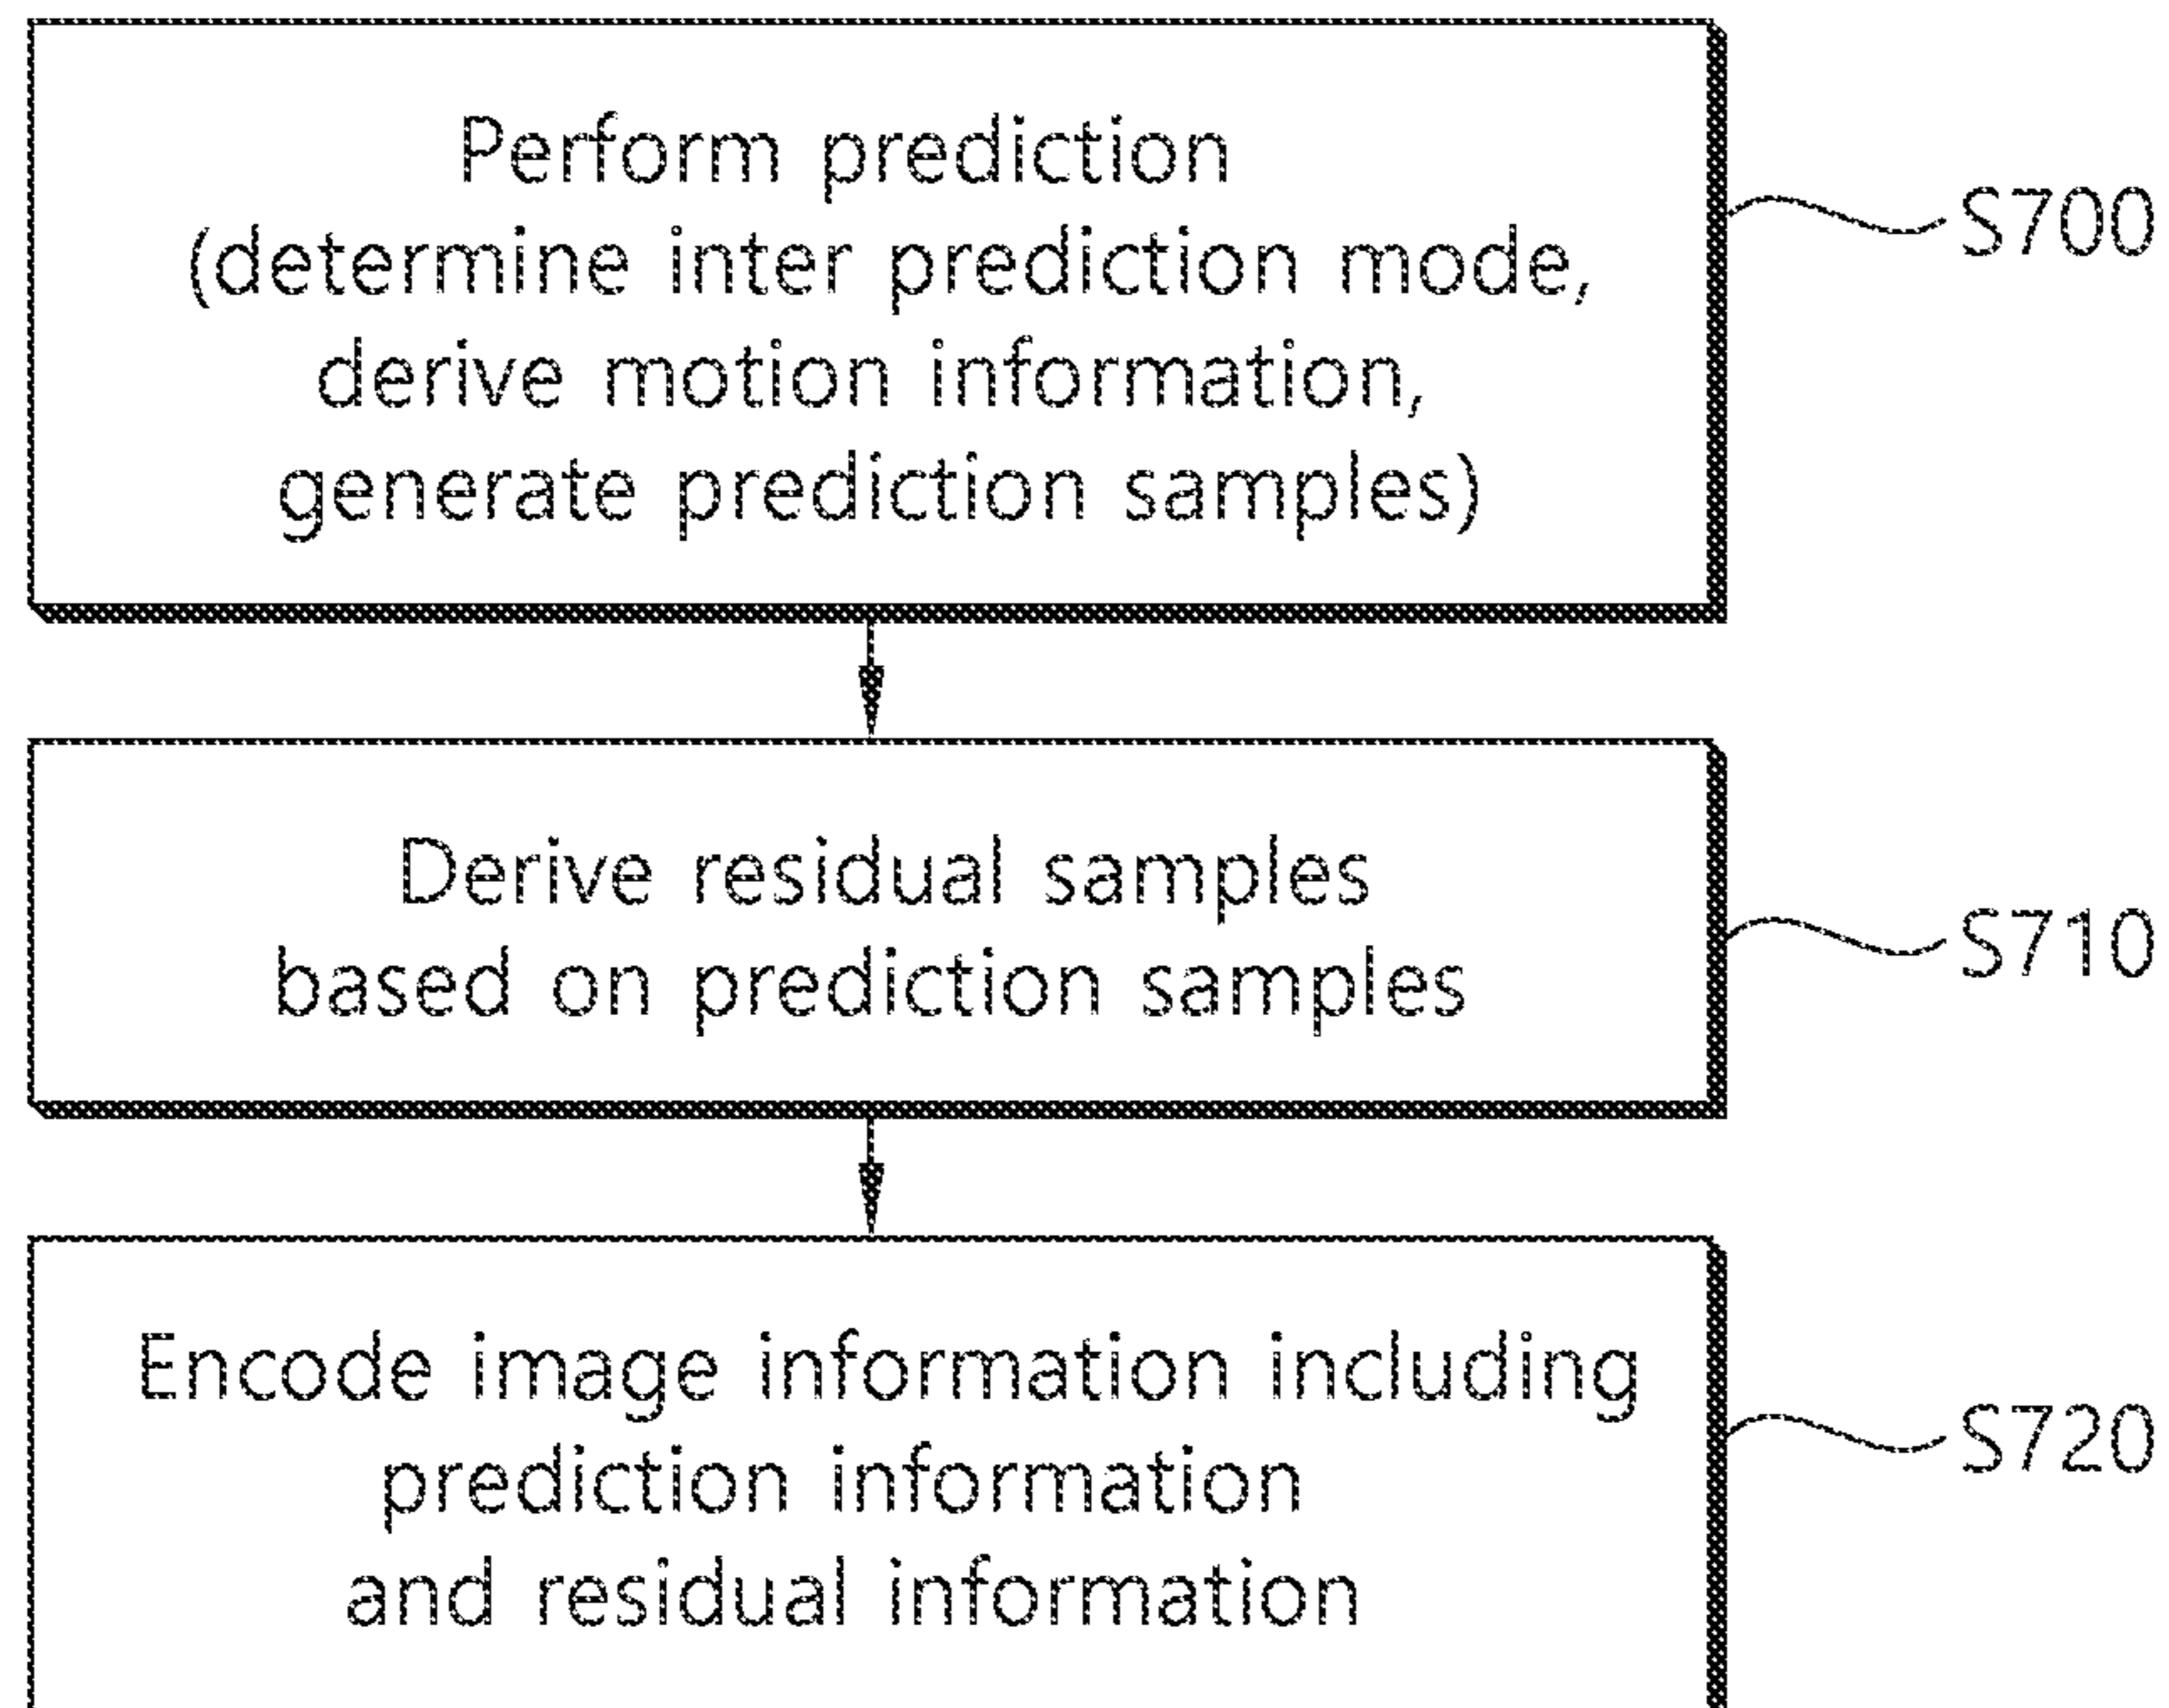 Perform prediction
(determine inter prediction mode,
derive motion information,
generate prediction samples)
S700
Derive residual samples
based on prediction samples
S710
Encode image information including
prediction information
and residual information
S720